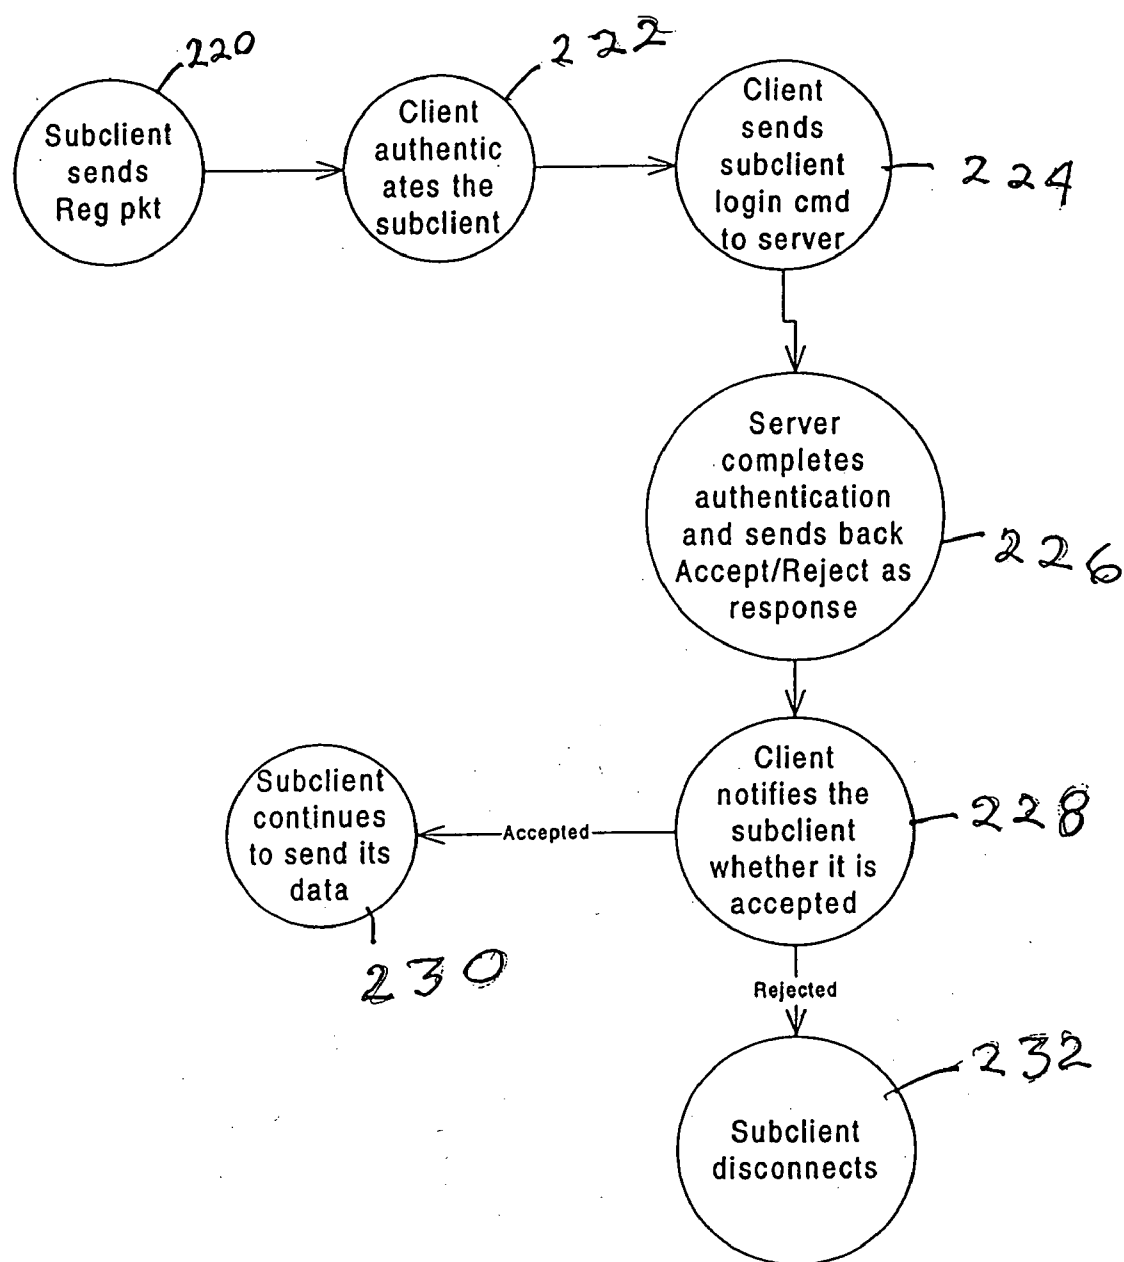 220
Subclient
sends
Reg pkt
222
Client
authentic
ates the
subclient
Client
sends
subclient
login cmd
to server
224
Server
completes
authentication
and sends back
Accept/Reject as
response
226
Client
notifies the
subclient
whether it is
accepted
228
Accepted
Subclient
continues
to send its
data
230
Rejected
232
Subclient
disconnects